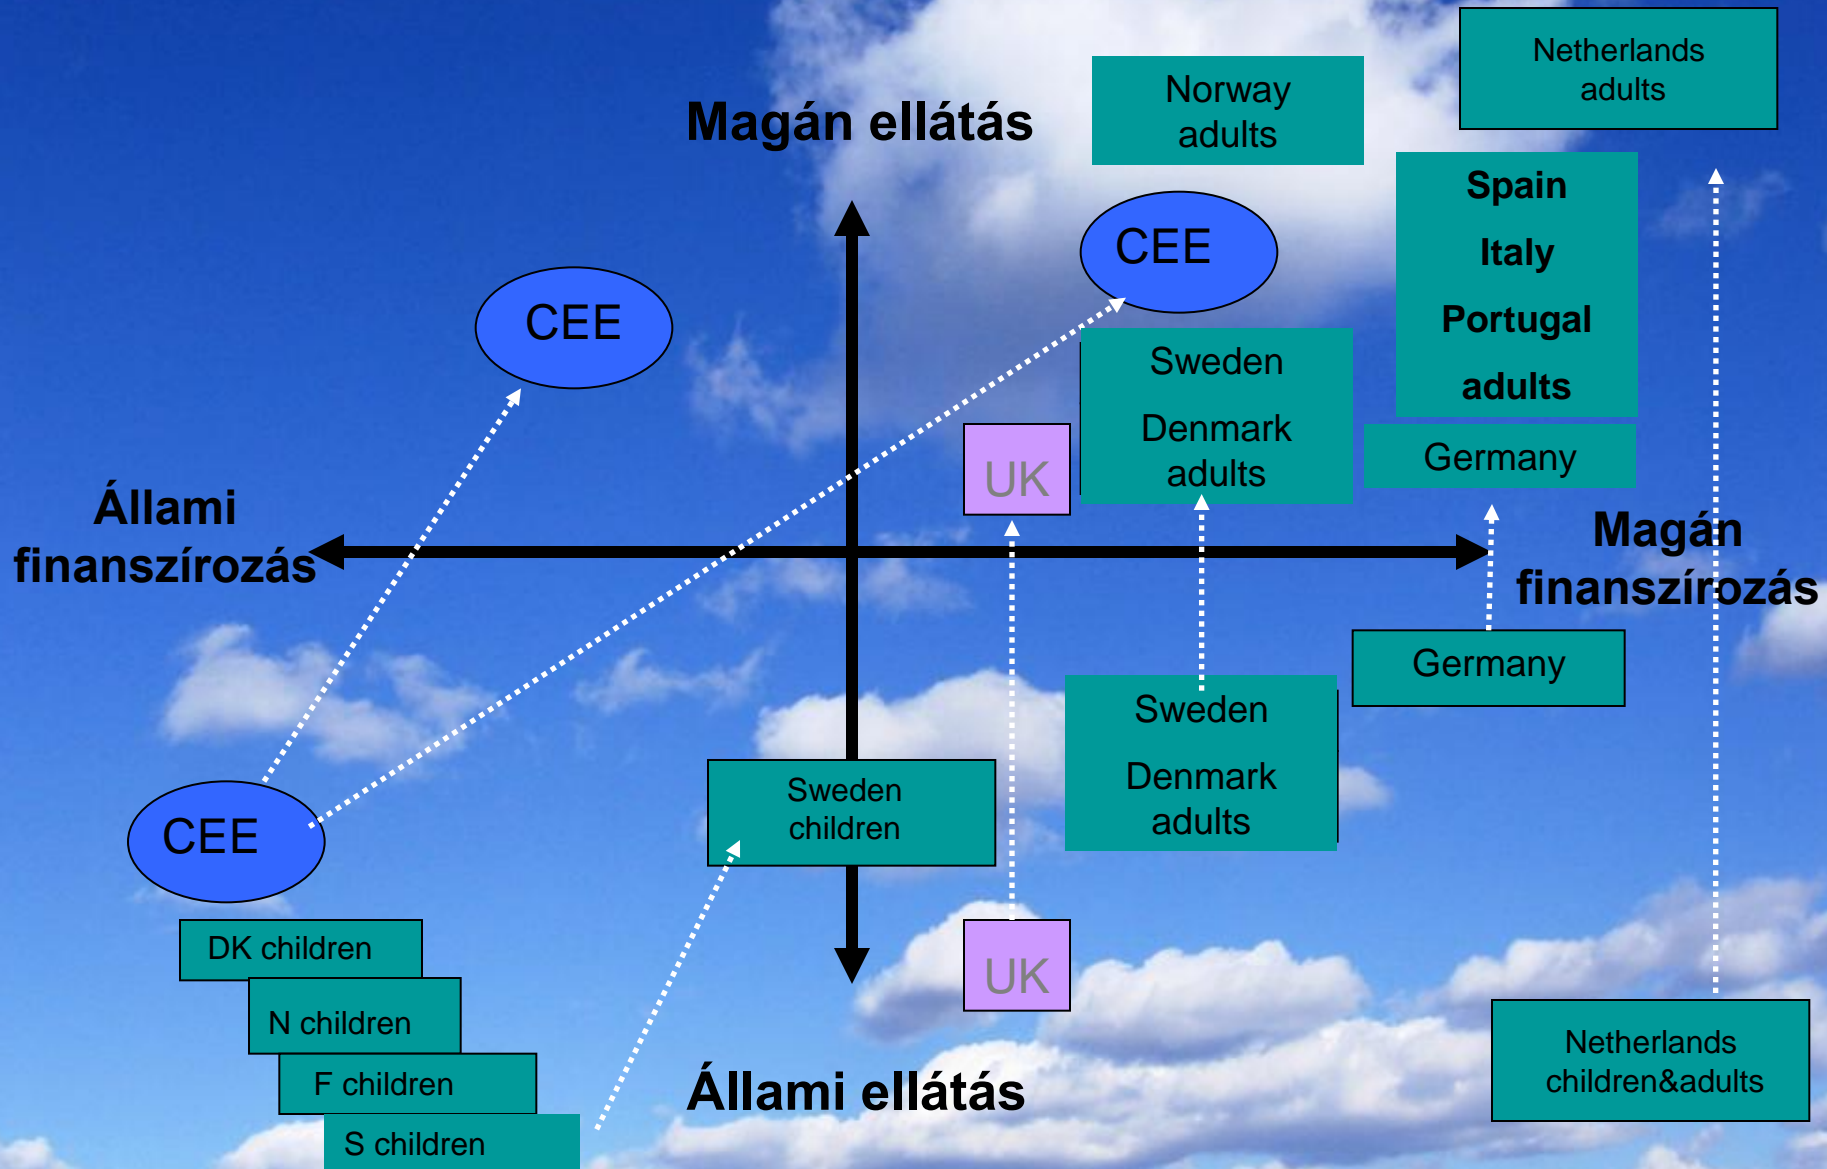 Netherlands
adults
Norway
adults
Magán ellátás
Spain
Italy
Portugal
adults
CEE
CEE
Sweden
Denmark
adults
UK
Germany
Állami
finanszírozás
Magán
finanszírozás
Germany
Sweden
Denmark
adults
Sweden
children
CEE
DK children
N children
F children
S children
UK
Állami ellátás
Netherlands
children&adults